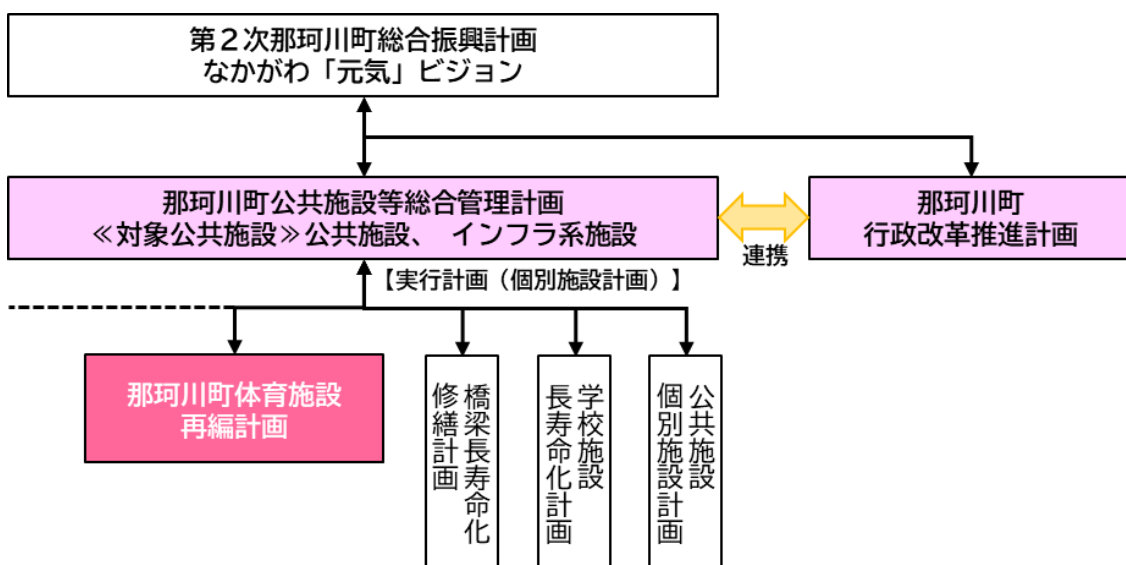 第２次那珂川町総合振興計画
なかがわ「元気」ビジョン
那珂川町公共施設等総合管理計画
≪対象公共施設≫公共施設、 インフラ系施設
連携
那珂川町
行政改革推進計画
【実行計画（個別施設計画）】
那珂川町体育施設
再編計画
橋梁長寿命化
修繕計画
学校施設
長寿命化計画
公共施設
個別施設計画